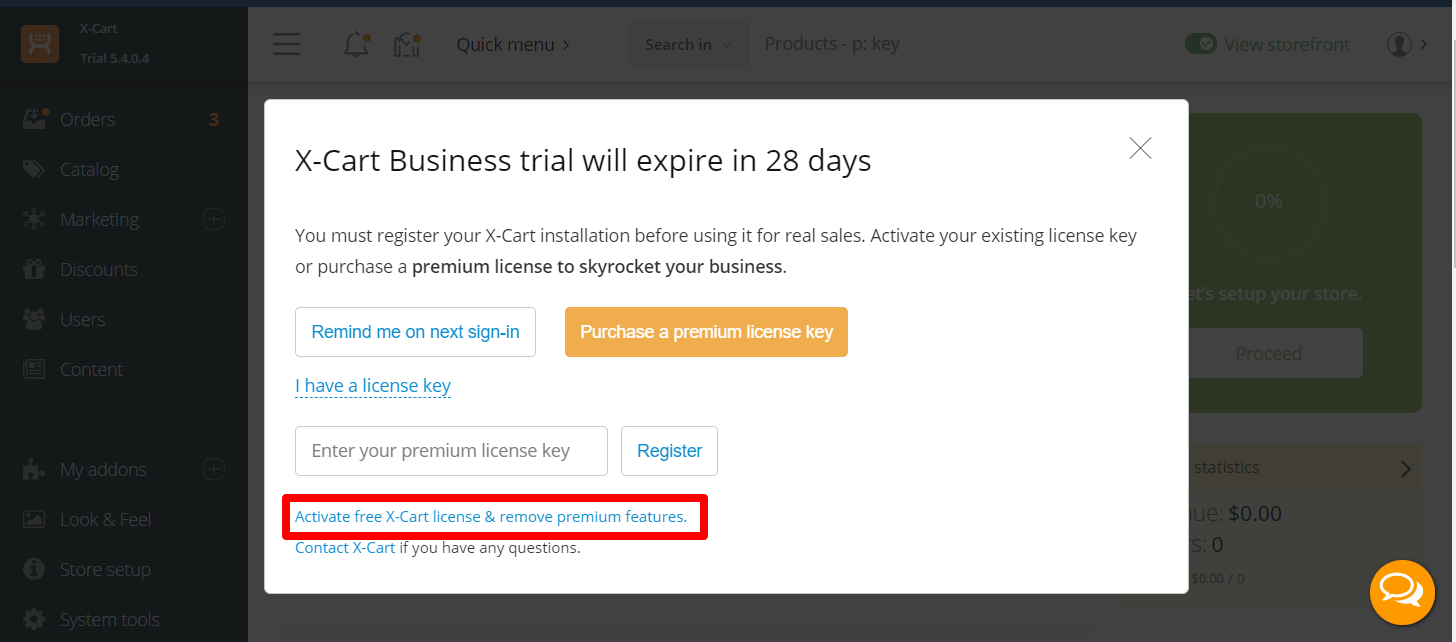 X-Cart
Trial 5.4.0.4
Quick menu
Search in
Products - p: key
View storefront
Orders 3
Catalog
Marketing
Discounts
Users
Content
My addons
Look & Feel
Store setup
System tools
X-Cart Business trial will expire in 28 days
You must register your X-Cart installation before using it for real sales. Activate your existing license key
or purchase a premium license to skyrocket your business.
Remind me on next sign-in
Purchase a premium license key
I have a license key
Enter your premium license key
Register
Activate free X-Cart license & remove premium features.
Contact X-Cart if you have any questions.
0%
et's setup your store.
Proceed
statistics
nue: $0.00
rs: 0
$0.00 / 0